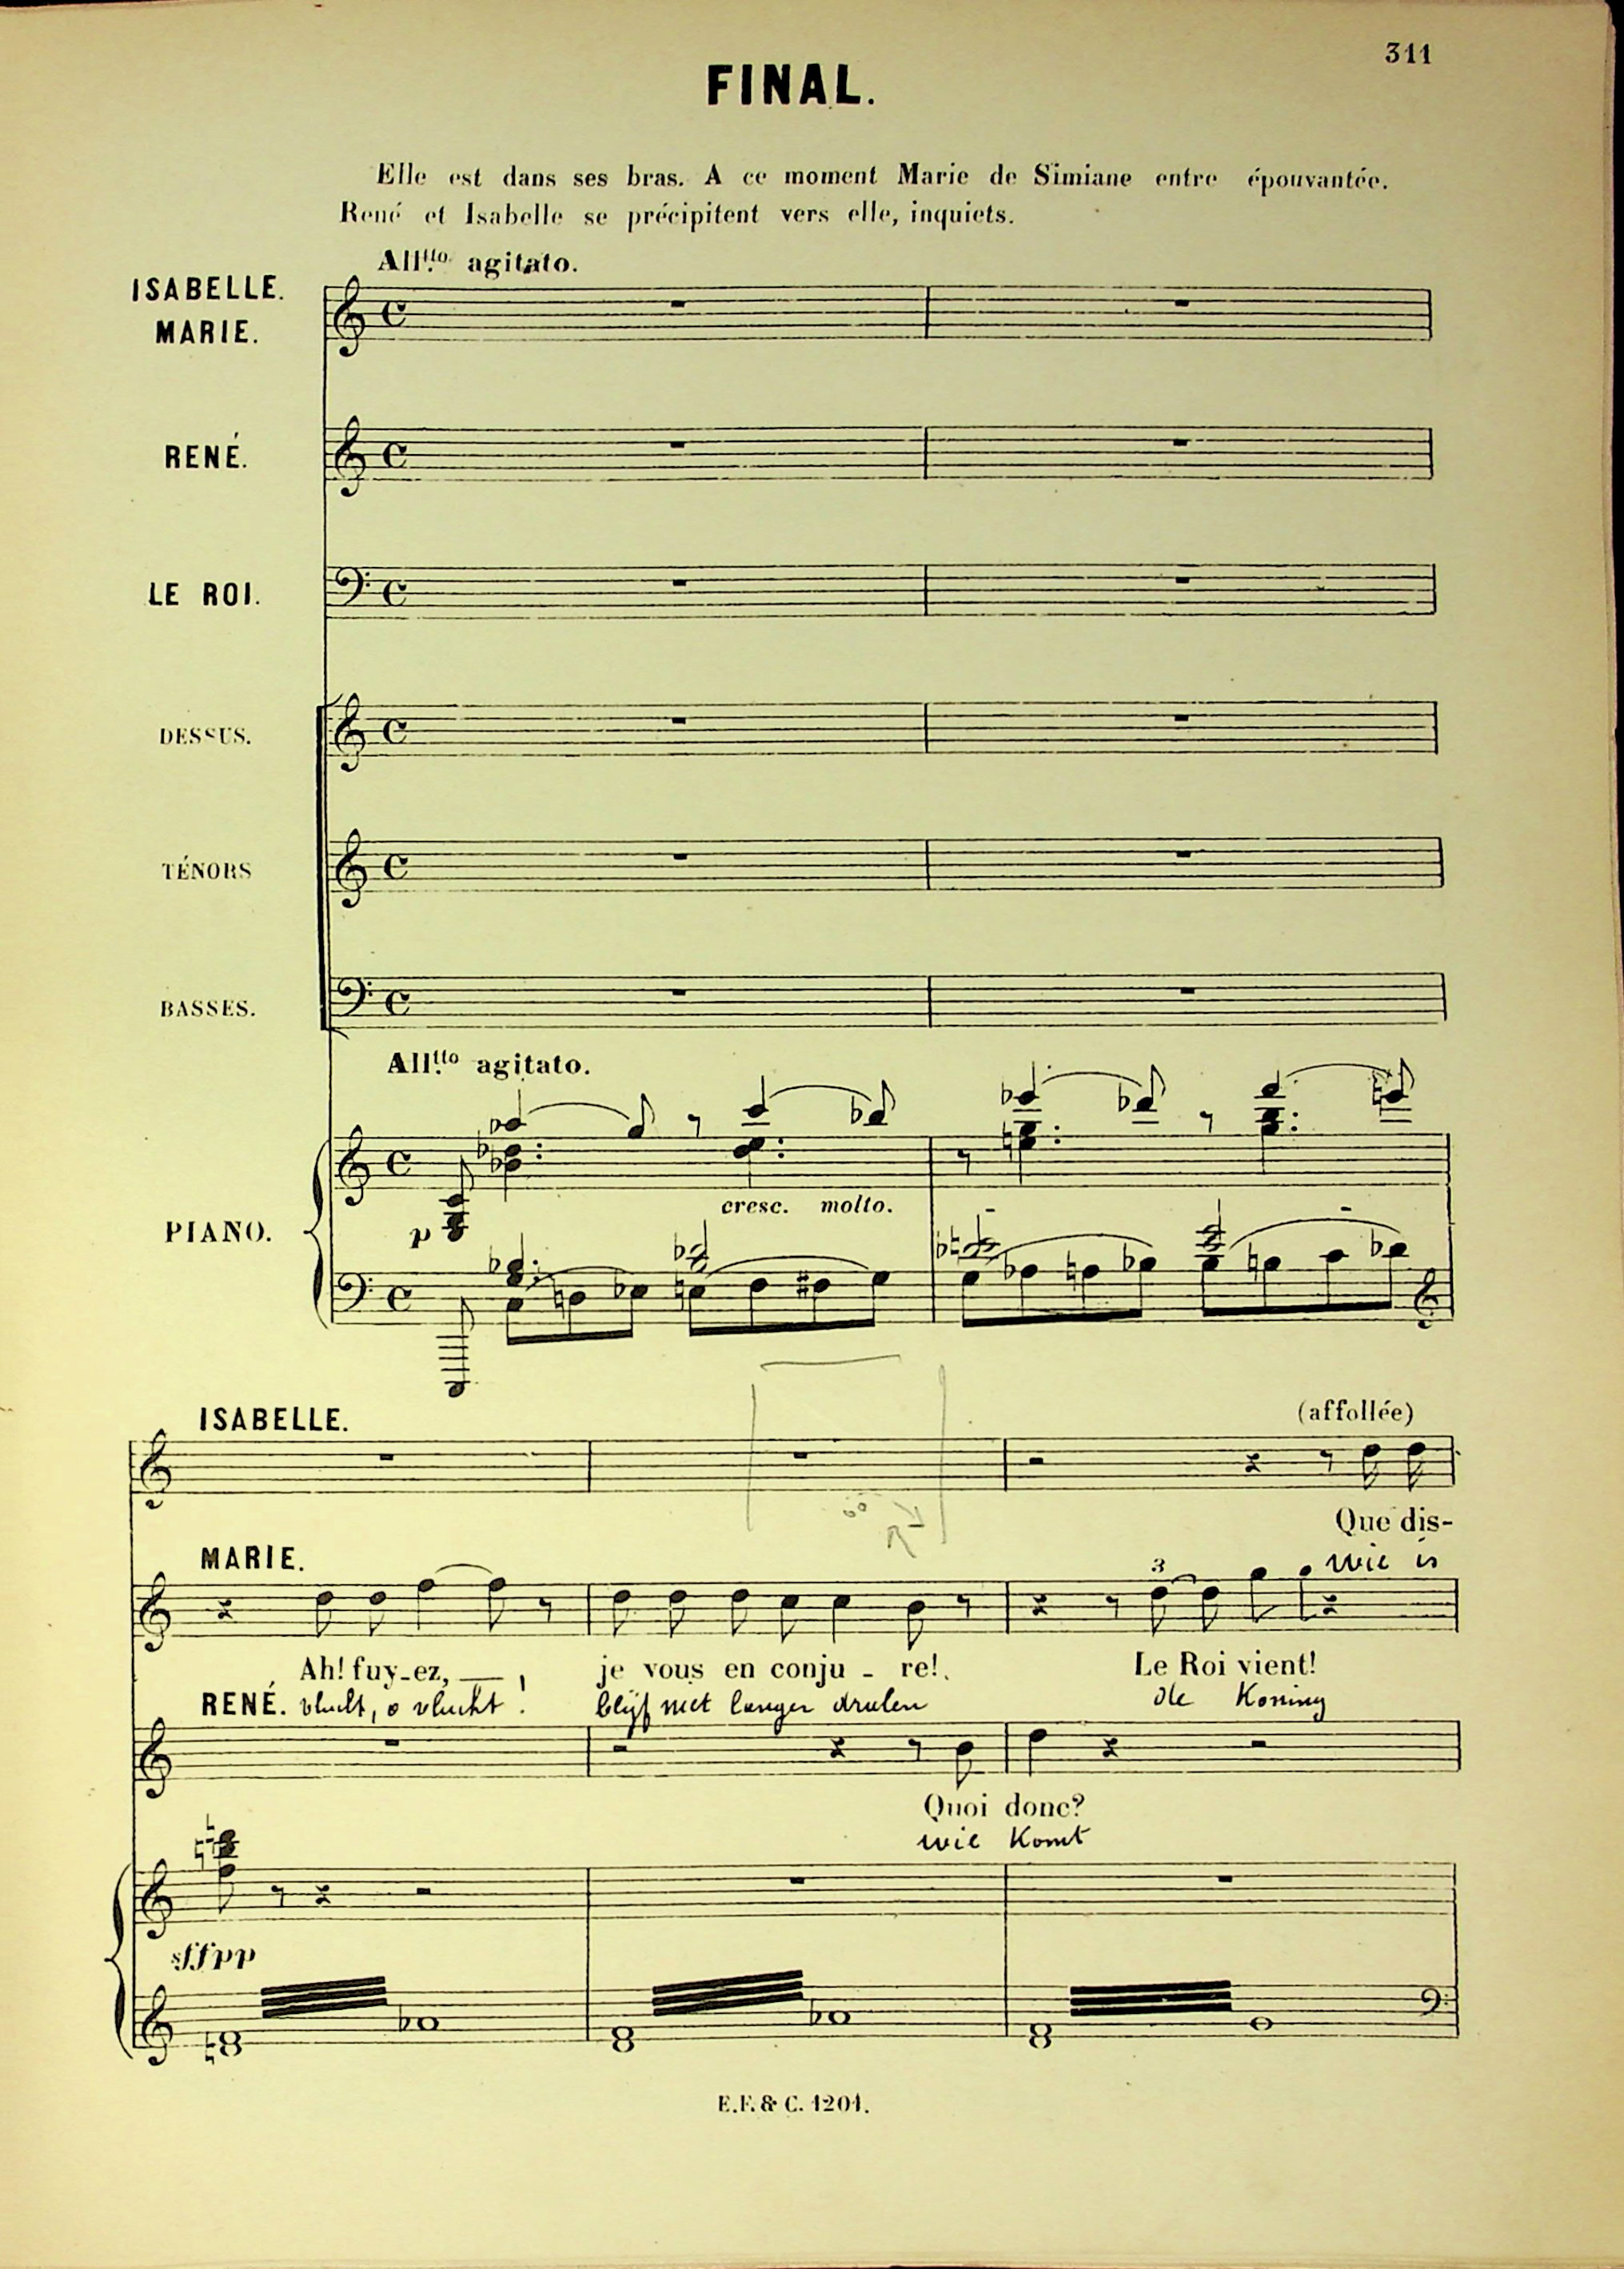 311
FINAL.
Elle est dans ses bras. A ce moment Marie de Simiane entre épouvantée.
René et Isabelle se précipitent vers elle, inquiets.
All.tto agitato.
ISABELLE.
MARIE.
RENÉ.
LE ROI.
DESSUS.
TÉNORS
BASSES.
All.tto agitato.
cresc. molto.
p
PIANO.
ISABELLE.
(affollée)
Que dis-
wie is
MARIE.
3
Ah! fuy-ez,
je vous en conju - re!
Le Roi vient!
vlucht, o vlucht!
blijf niet langer dralen
de Koning
RENÉ.
Quoi donc?
wie Komt
sffpp
E.F. & C. 1201.